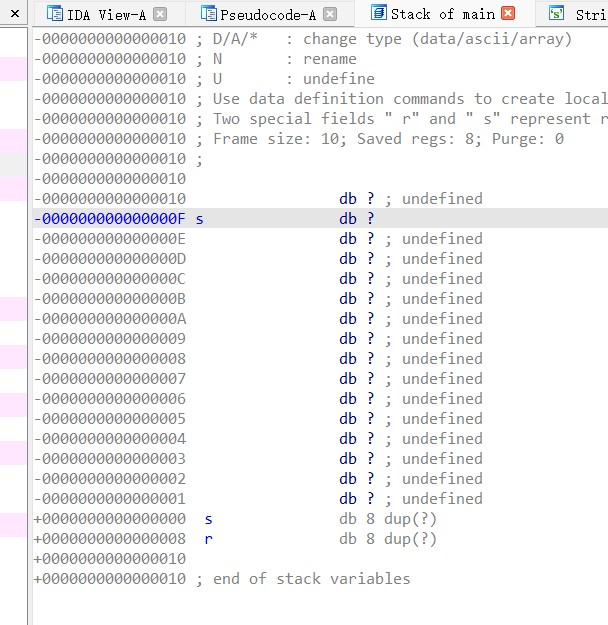 × IDA View-A Pseudocode-A Stack of main Stri
-0000000000000010 ; D/A/* : change type (data/ascii/array)
-0000000000000010 ; N : rename
-0000000000000010 ; U : undefine
-0000000000000010 ; Use data definition commands to create local
-0000000000000010 ; Two special fields " r" and " s" represent r
-0000000000000010 ; Frame size: 10; Saved regs: 8; Purge: 0
-0000000000000010 ;
-0000000000000010
-0000000000000010 db ? ; undefined
-000000000000000F s db ?
-000000000000000E db ? ; undefined
-000000000000000D db ? ; undefined
-000000000000000C db ? ; undefined
-000000000000000B db ? ; undefined
-000000000000000A db ? ; undefined
-0000000000000009 db ? ; undefined
-0000000000000008 db ? ; undefined
-0000000000000007 db ? ; undefined
-0000000000000006 db ? ; undefined
-0000000000000005 db ? ; undefined
-0000000000000004 db ? ; undefined
-0000000000000003 db ? ; undefined
-0000000000000002 db ? ; undefined
-0000000000000001 db ? ; undefined
+0000000000000000 s db 8 dup(?)
+0000000000000008 r db 8 dup(?)
+0000000000000010
+0000000000000010 ; end of stack variables